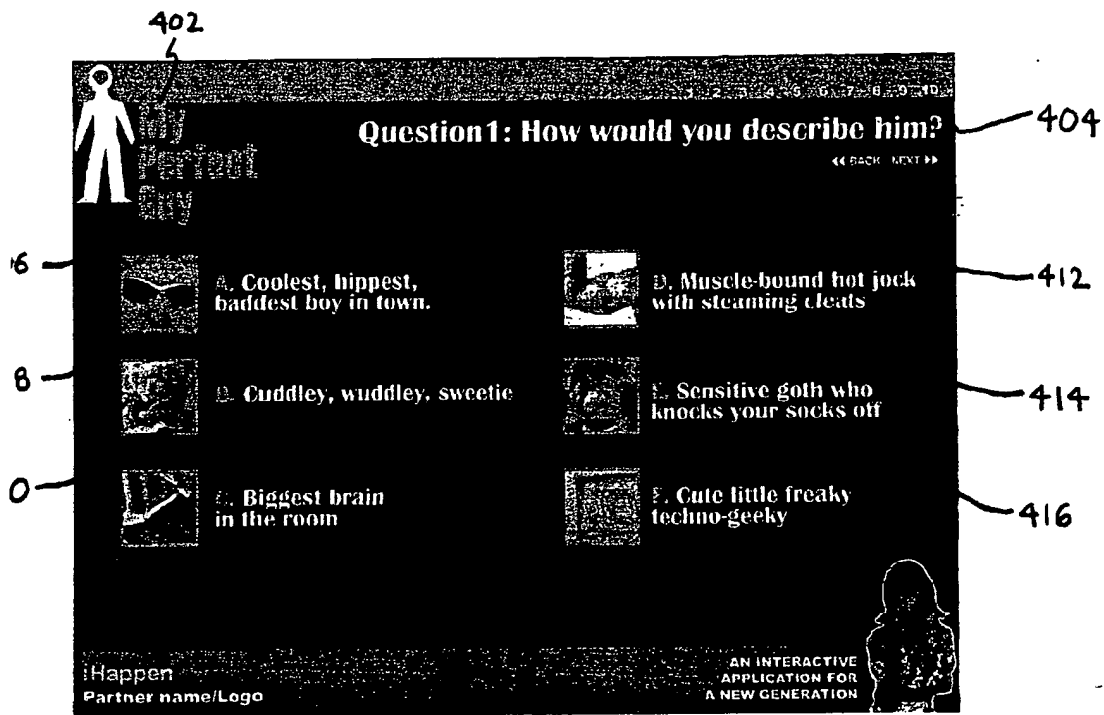 402
1 2 3 4 5 6 7 8 9 10
Question1: How would you describe him?
404
My
Perfect
Guy
BACK NEXT
6
A. Coolest, hippest,
baddest boy in town.
D. Muscle-bound hot jock
with steaming cleats
412
8
B. Cuddley, wuddley, sweetie
E. Sensitive goth who
knocks your socks off
414
0
C. Biggest brain
in the room
F. Cute little freaky
techno-geeky
416
iHappen
Partner name/Logo
AN INTERACTIVE
APPLICATION FOR
A NEW GENERATION